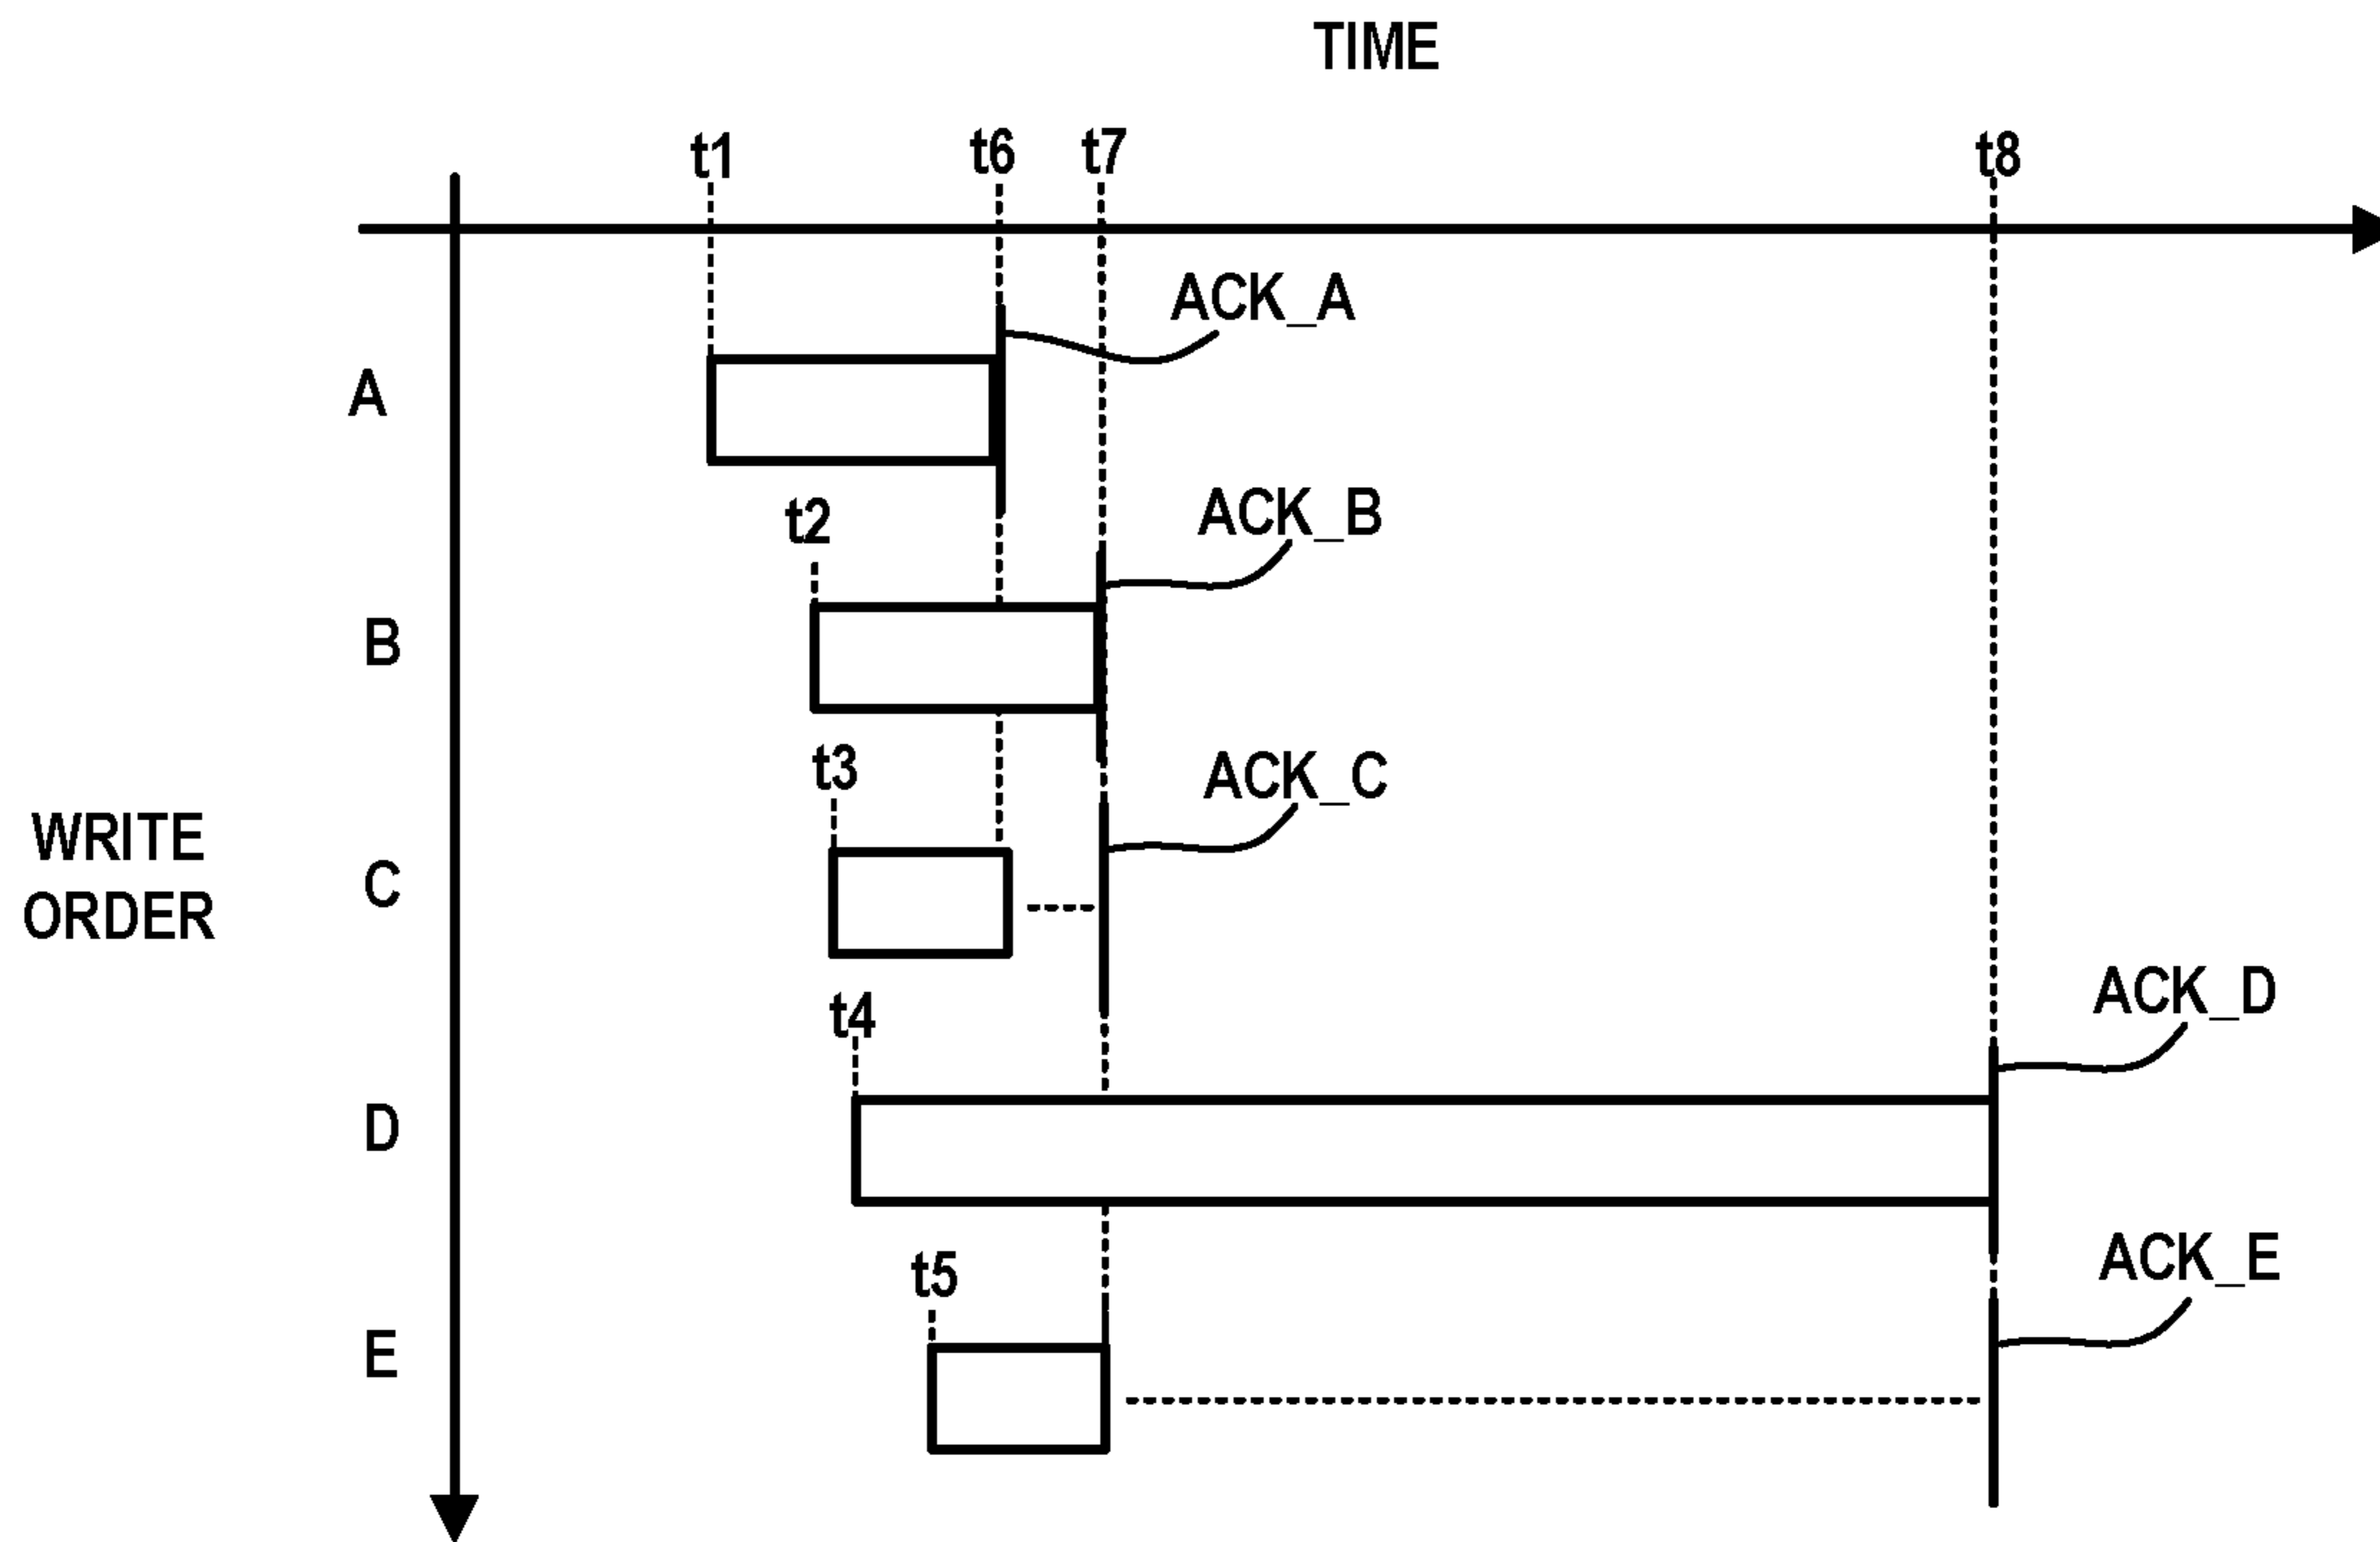 TIME
t1
t6
t7
t8
ACK_A
A
t2
ACK_B
B
t3
ACK_C
WRITE
ORDER
C
t4
ACK_D
D
t5
ACK_E
E